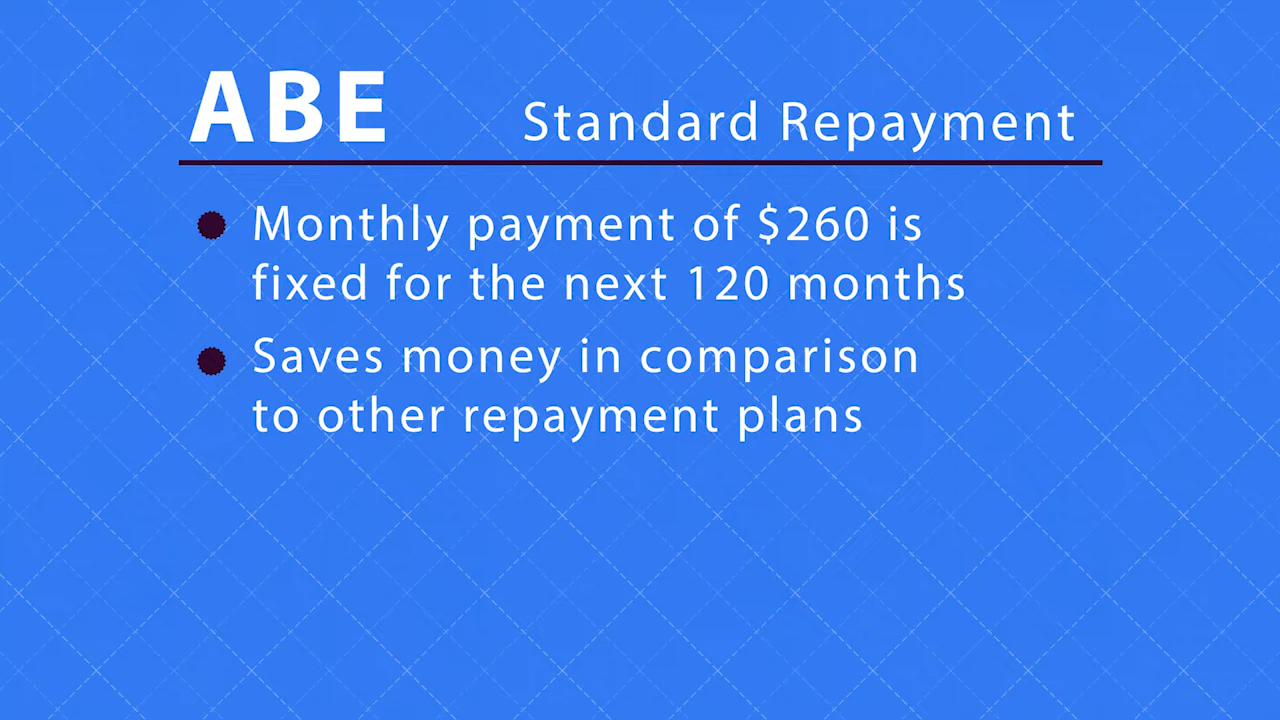 ABE Standard Repayment
Monthly payment of $260 is
fixed for the next 120 months
Saves money in comparison
to other repayment plans